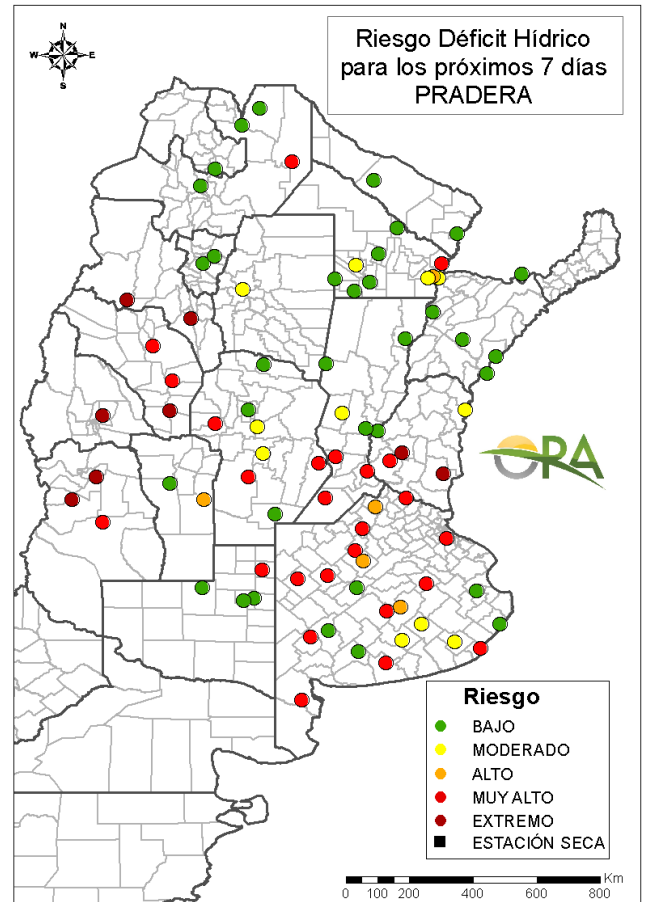 Riesgo Déficit Hídrico
para los próximos 7 días
PRADERA
N
W E
S
ORA
Riesgo
BAJO
MODERADO
ALTO
MUY ALTO
EXTREMO
ESTACIÓN SECA
Km
0 100 200 400 600 800